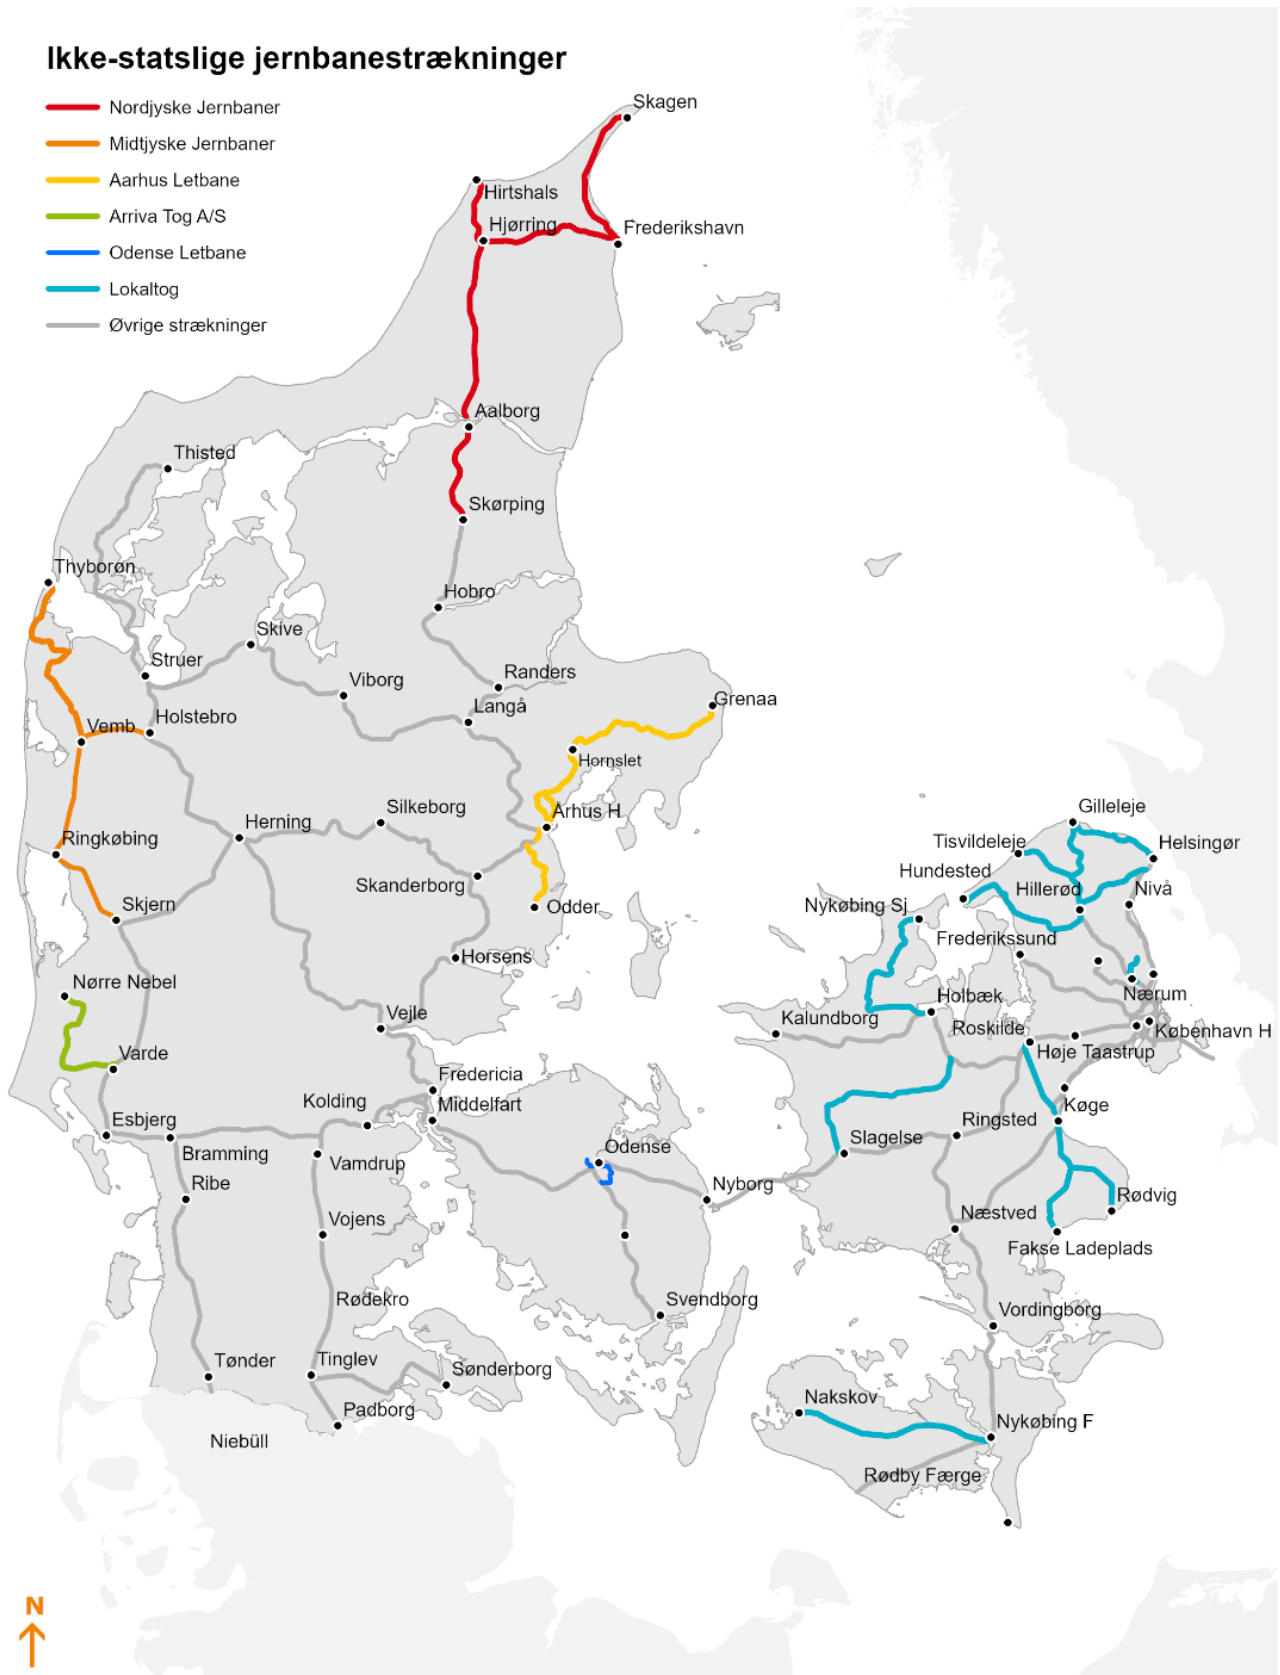 Ikke-statslige jernbanestrækninger
Nordjyske Jernbaner
Midtjyske Jernbaner
Aarhus Letbane
Arriva Tog A/S
Odense Letbane
Lokaltog
Øvrige strækninger
Skagen
Hirtshals
Hjørring
Frederikshavn
Aalborg
Thisted
Skørping
Thyborøn
Hobro
Skive
Struer
Viborg
Randers
Langå
Grenaa
Holstebro
Vemb
Hornslet
Århus H
Silkeborg
Herning
Ringkøbing
Skanderborg
Odder
Skjern
Horsens
Nørre Nebel
Vejle
Varde
Fredericia
Middelfart
Kolding
Esbjerg
Bramming
Vamdrup
Ribe
Vojens
Rødekro
Tønder
Tinglev
Sønderborg
Padborg
Niebüll
Odense
Nyborg
Svendborg
Gilleleje
Tisvildeleje
Helsingør
Hundested
Hillerød
Nivå
Nykøbing Sj
Frederikssund
Nærum
Holbæk
Kalundborg
Roskilde
København H
Høje Taastrup
Køge
Ringsted
Slagelse
Rødvig
Næstved
Fakse Ladeplads
Vordingborg
Nakskov
Nykøbing F
Rødby Færge
N